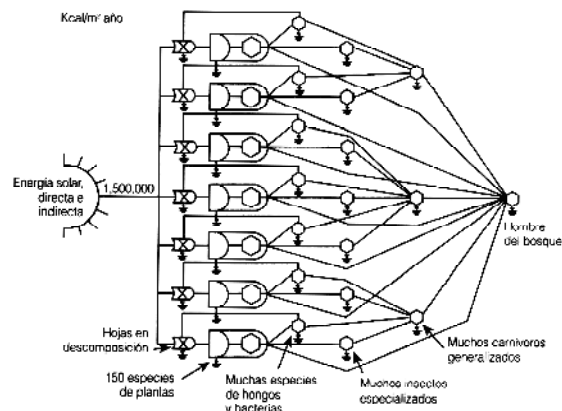 Kcal/m² año
Energía solar,
directa e
indirecta
1,500,000
Hombre
del bosque
Hojas en
descomposición
150 especies
de plantas
Muchas especies
de hongos
y bacterias
Muchos insectos
especializados
Muchos carnívoros
generalizados